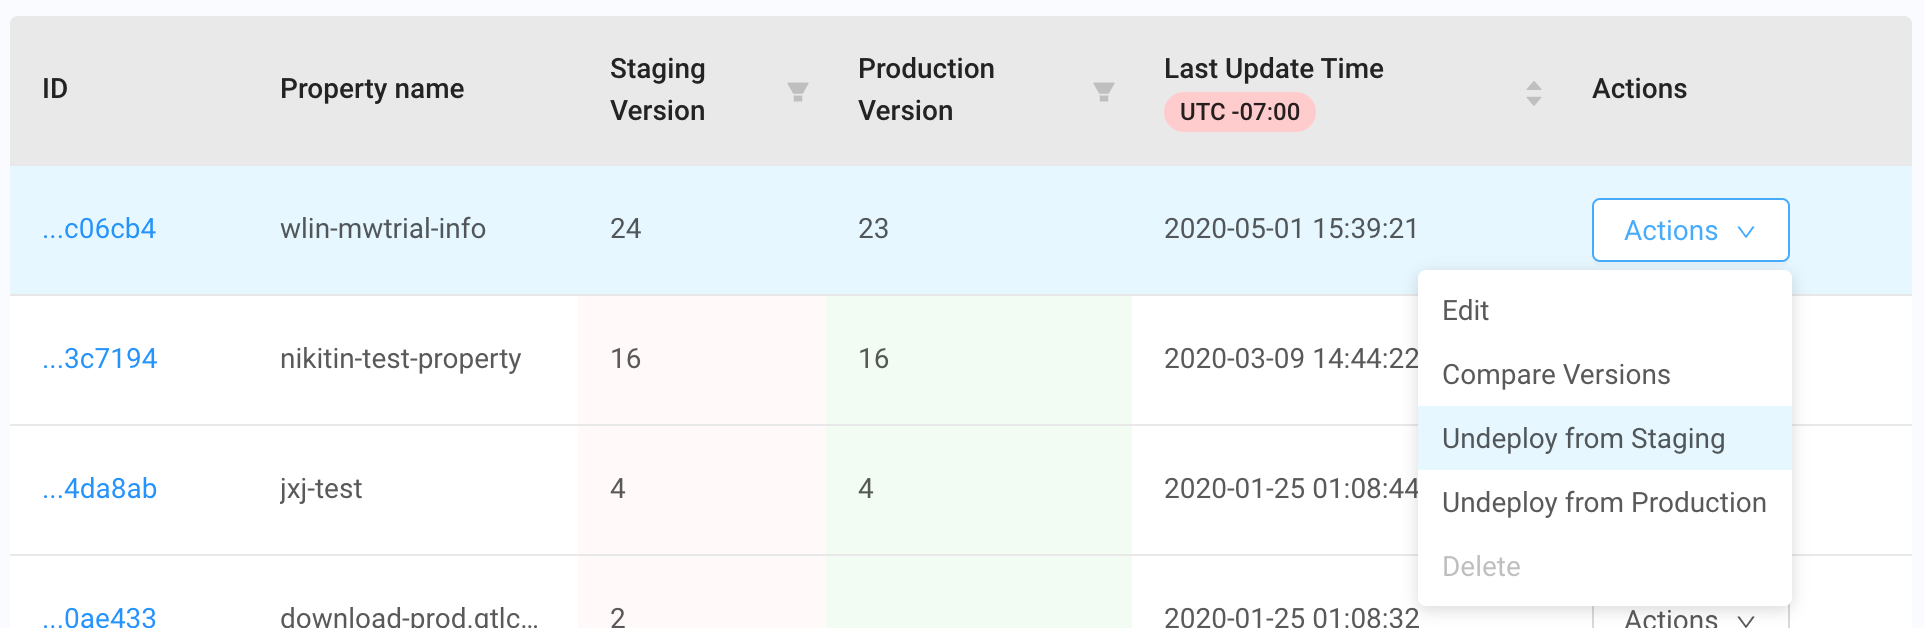 ID Property name Staging Version Production Version Last Update Time UTC -07:00 Actions
...c06cb4 wlin-mwtrial-info 24 23 2020-05-01 15:39:21 Actions
Edit
...3c7194 nikitin-test-property 16 16 2020-03-09 14:44:22
Compare Versions
Undeploy from Staging
...4da8ab jxj-test 4 4 2020-01-25 01:08:44
Undeploy from Production
Delete
...0ae433 download-prod.gtlc... 2 2020-01-25 01:08:32 Actions